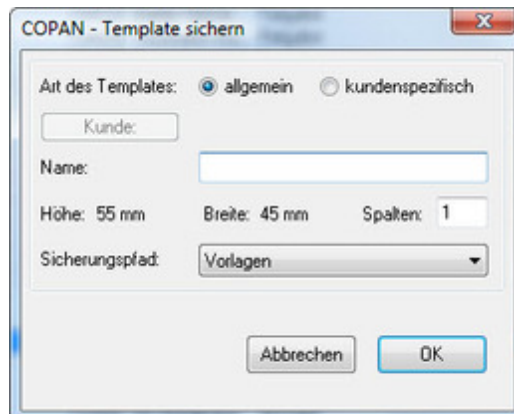 COPAN - Template sichern
Art des Templates: allgemein kundenspezifisch
Kunde:
Name:
Höhe: 55 mm Breite: 45 mm Spalten: 1
Sicherungspfad: Vorlagen
Abbrechen OK